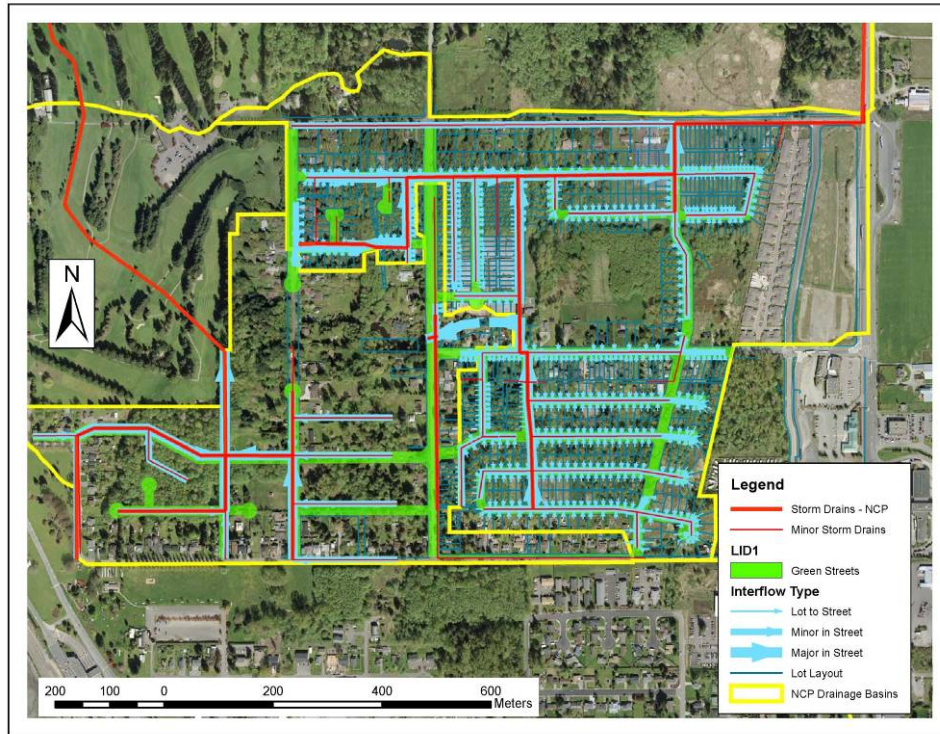 N
Legend
Storm Drains - NCP
Minor Storm Drains
LID1
Green Streets
Interflow Type
Lot to Street
Minor in Street
Major in Street
Lot Layout
NCP Drainage Basins
200 100 0 200 400 600
Meters